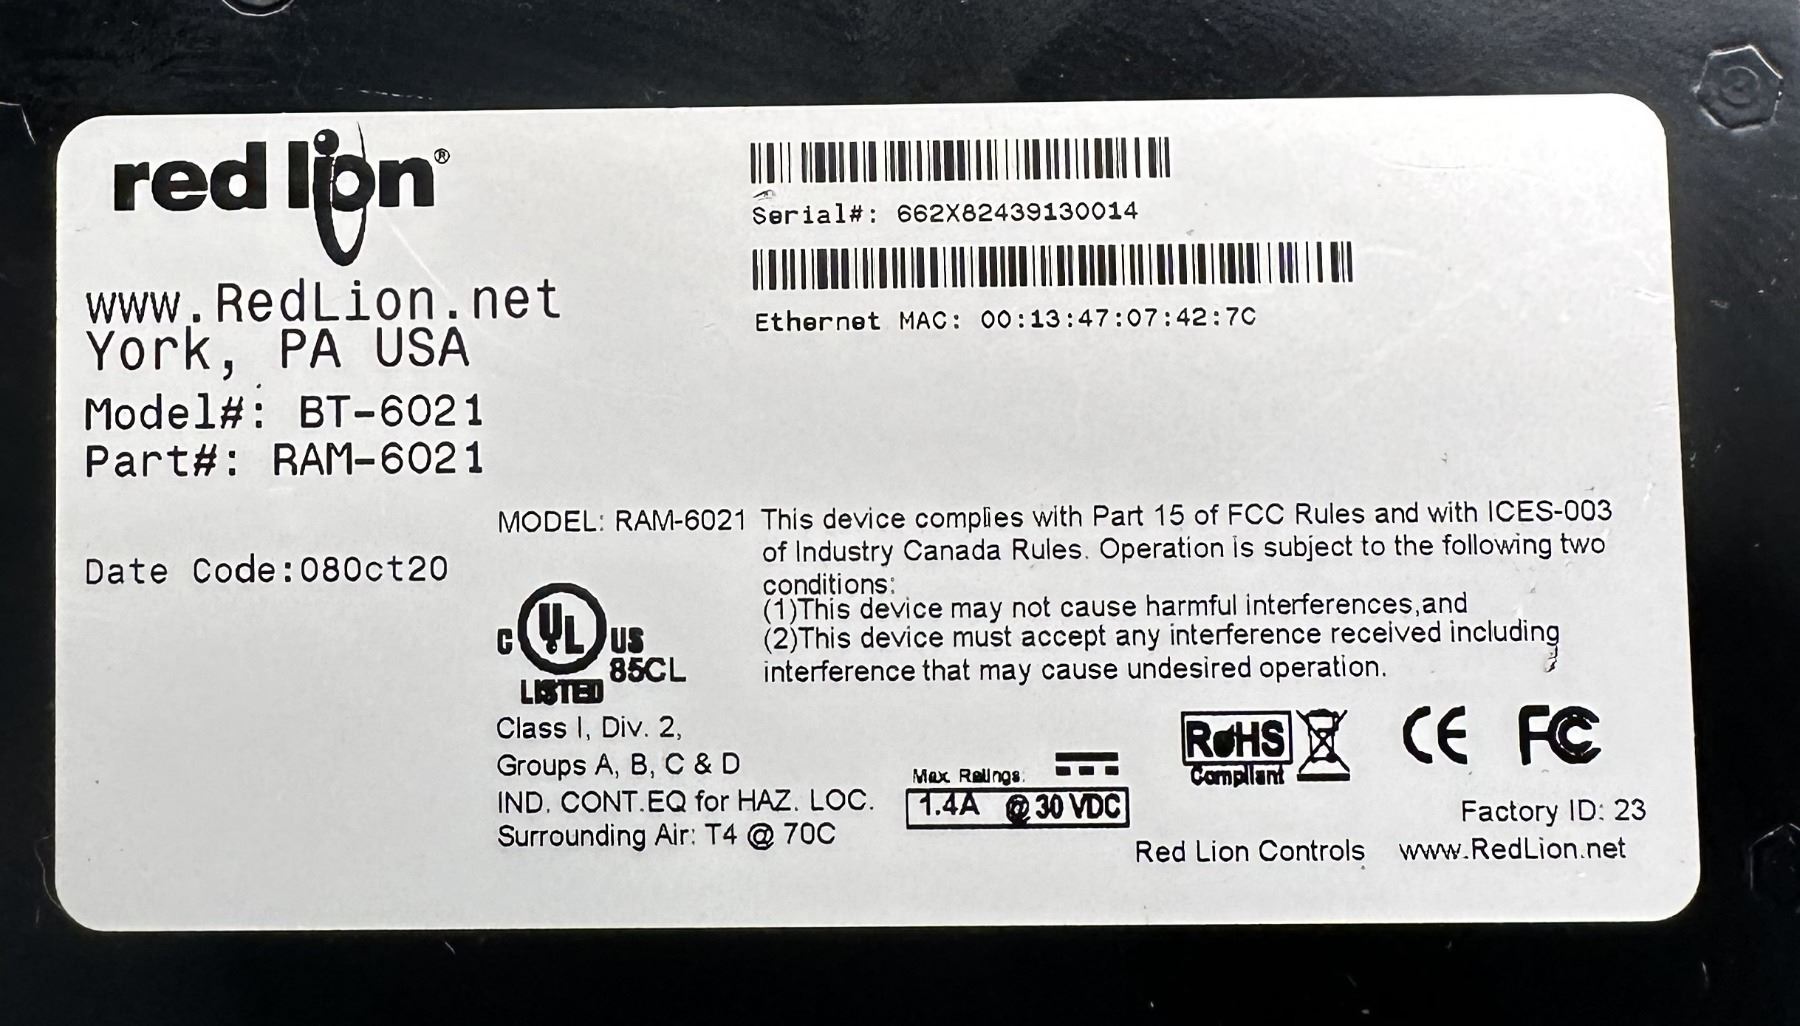 red lion®
www.RedLion.net
York, PA USA
Model#: BT-6021
Part#: RAM-6021
Date Code:08Oct20
Serial#: 662X82439130014
Ethernet MAC: 00:13:47:07:42:7C
MODEL: RAM-6021 This device complies with Part 15 of FCC Rules and with ICES-003
of Industry Canada Rules. Operation is subject to the following two
conditions:
(1)This device may not cause harmful interferences,and
(2)This device must accept any interference received including
interference that may cause undesired operation.
C UL US
85CL
LISTED
Class I, Div. 2,
Groups A, B, C & D
IND. CONT.EQ for HAZ. LOC.
Surrounding Air: T4 @ 70C
Max. Ratings:
1.4A @ 30 VDC
RoHS
Compliant
CE FC
Factory ID: 23
Red Lion Controls www.RedLion.net